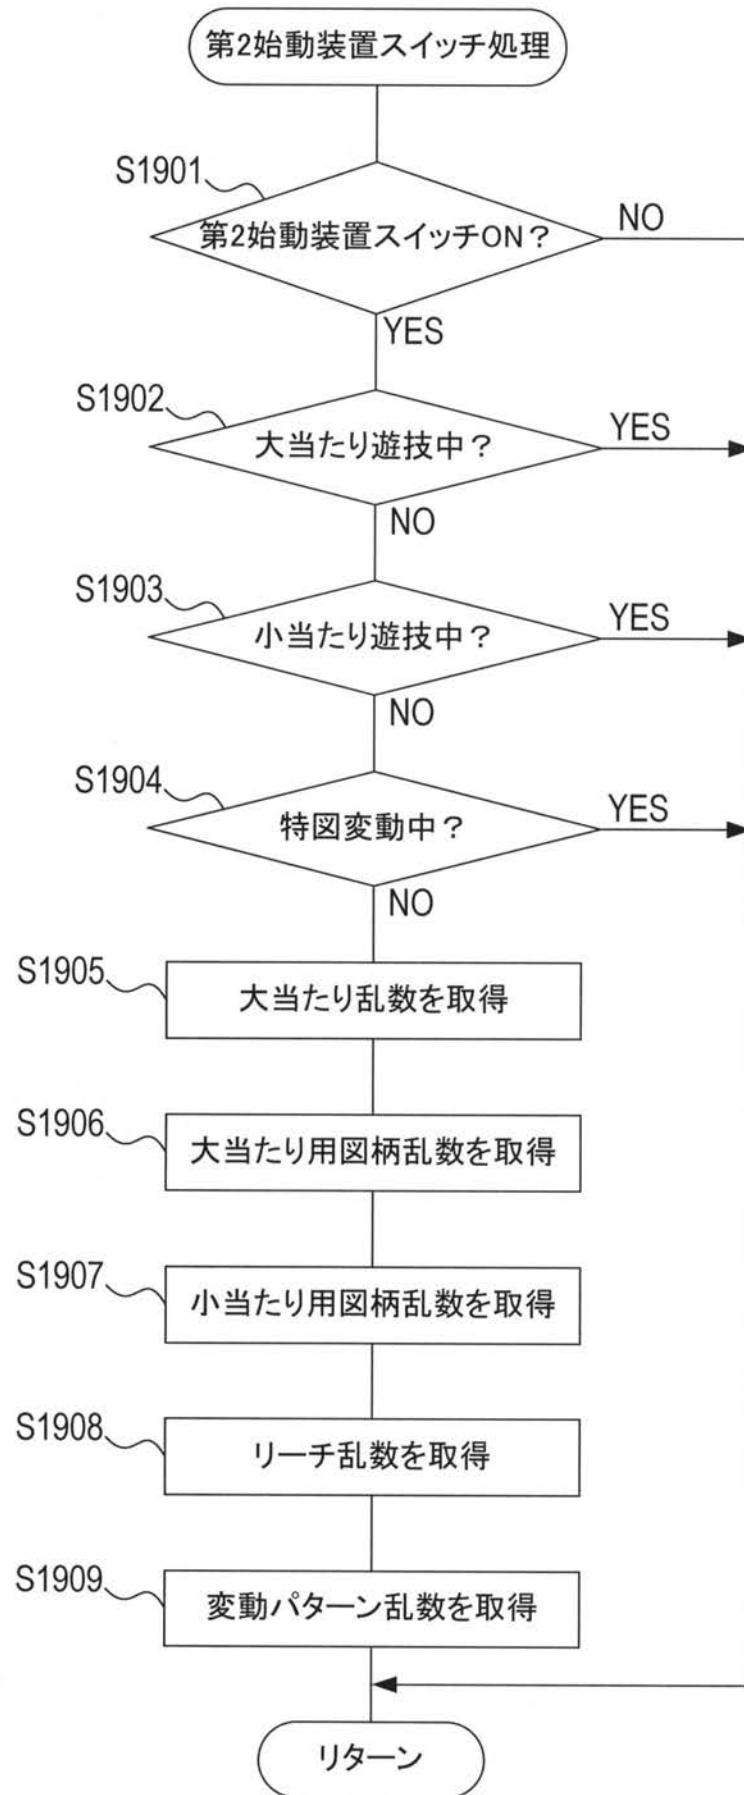 第2始動装置スイッチ処理
S1901
第2始動装置スイッチON？
NO
YES
S1902
大当たり遊技中？
YES
NO
S1903
小当たり遊技中？
YES
NO
S1904
特図変動中？
YES
NO
S1905
大当たり乱数を取得
S1906
大当たり用図柄乱数を取得
S1907
小当たり用図柄乱数を取得
S1908
リーチ乱数を取得
S1909
変動パターン乱数を取得
リターン